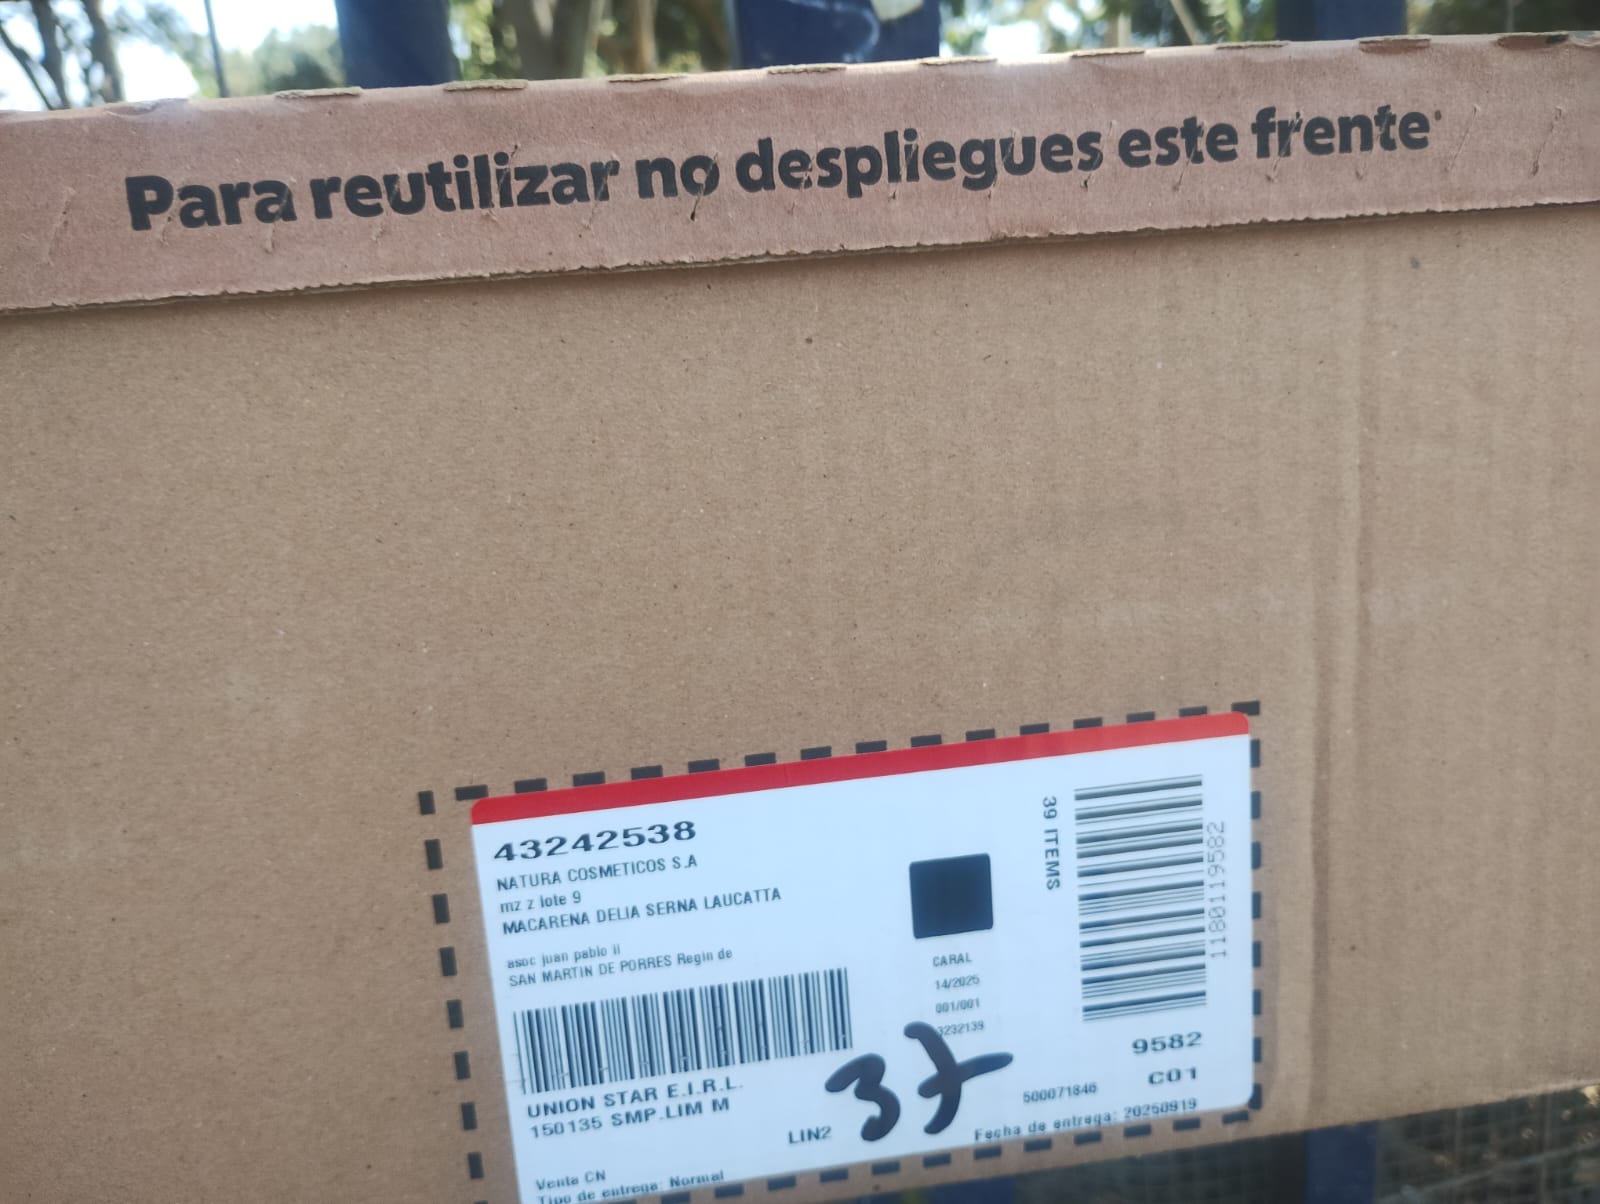 Para reutilizar no despliegues este frente
43242538
NATURA COSMETICOS S.A
mz z lote 9
MACARENA DELIA SERNA LAUCATTA
asoc juan pablo ii
SAN MARTIN DE PORRES Regin de
UNION STAR E.I.R.L.
150135 SMP.LIM M
LIN2
Venta CN
Tipo de entrega: Normal
CARAL
14/2025
001/001
3232139
37
39 ITEMS
11801119582
9582
C01
500071846
Fecha de entrega: 20250919